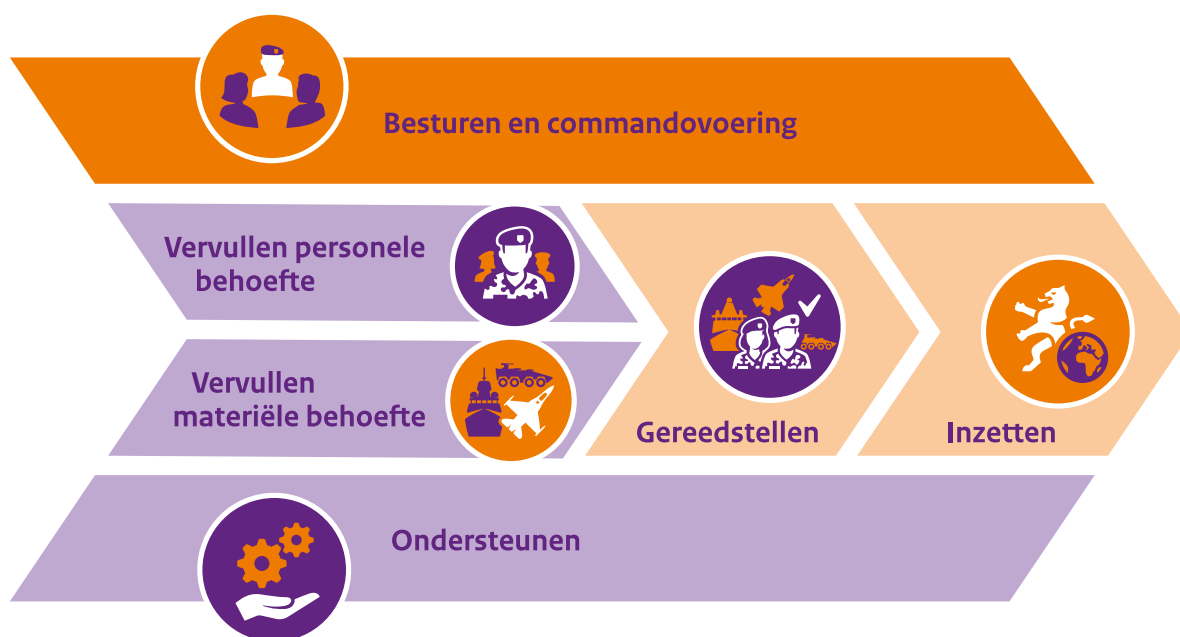 Besturen en commandovoering
Vervullen personele
behoefte
Vervullen
materiële behoefte
Gereedstellen
Inzetten
Ondersteunen